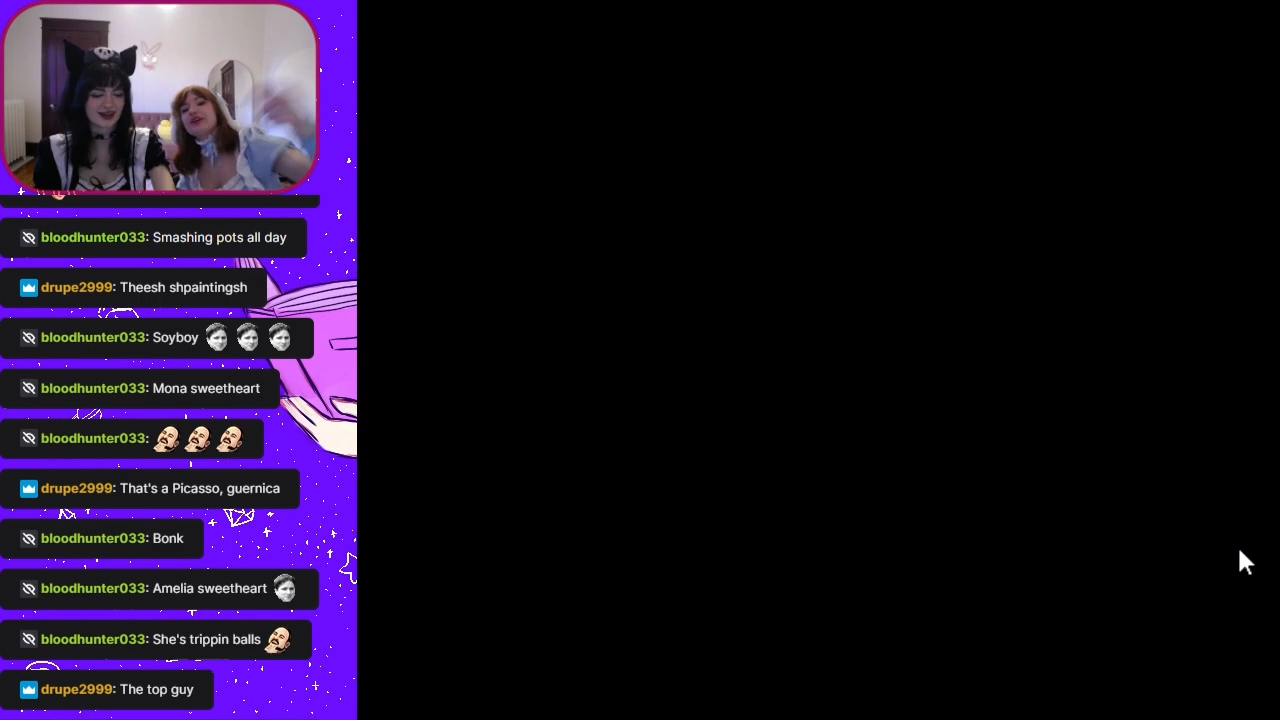 bloodhunter033: Smashing pots all day
drupe2999: Theesh shpaintingsh
bloodhunter033: Soyboy
bloodhunter033: Mona sweetheart
bloodhunter033:
drupe2999: That's a Picasso, guernica
bloodhunter033: Bonk
bloodhunter033: Amelia sweetheart
bloodhunter033: She's trippin balls
drupe2999: The top guy